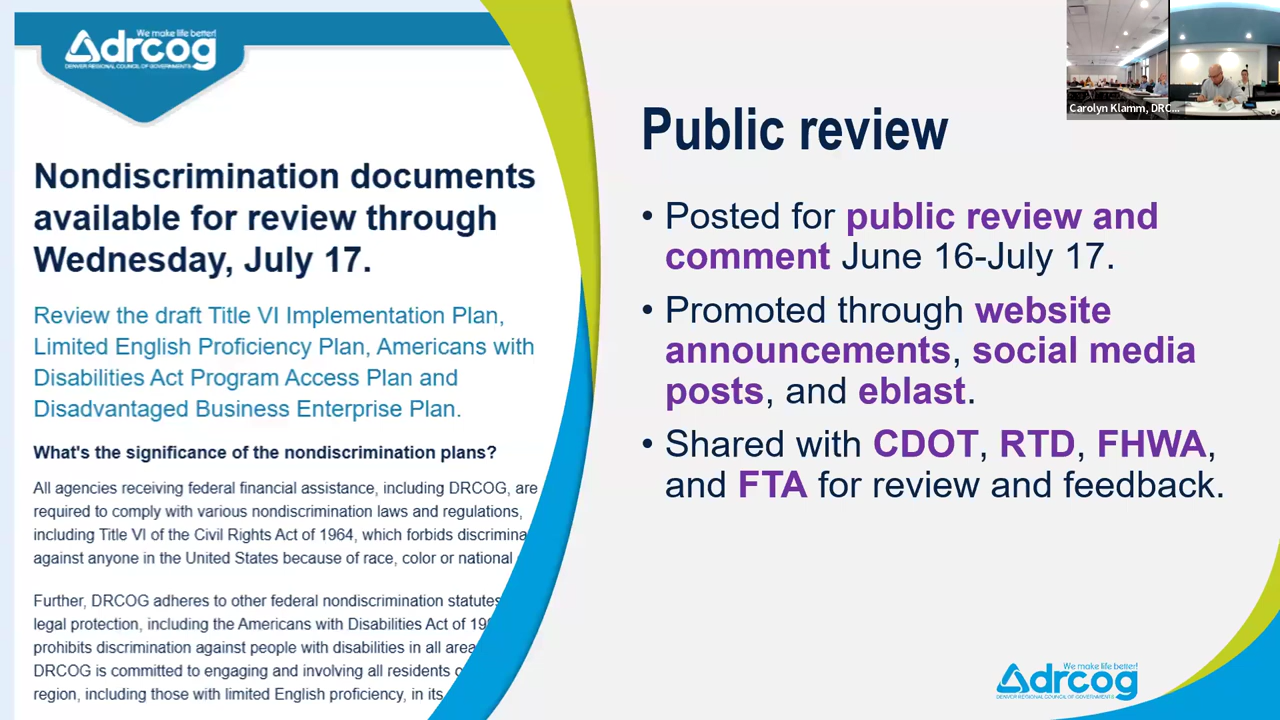 We make life better!
drcog
DENVER REGIONAL COUNCIL OF GOVERNMENTS
Nondiscrimination documents
available for review through
Wednesday, July 17.
Review the draft Title VI Implementation Plan,
Limited English Proficiency Plan, Americans with
Disabilities Act Program Access Plan and
Disadvantaged Business Enterprise Plan.
What's the significance of the nondiscrimination plans?
All agencies receiving federal financial assistance, including DRCOG, are
required to comply with various nondiscrimination laws and regulations,
including Title VI of the Civil Rights Act of 1964, which forbids discrimina
against anyone in the United States because of race, color or national
Further, DRCOG adheres to other federal nondiscrimination statutes
legal protection, including the Americans with Disabilities Act of 19
prohibits discrimination against people with disabilities in all area
DRCOG is committed to engaging and involving all residents o
region, including those with limited English proficiency, in its
Public review
• Posted for public review and
comment June 16-July 17.
• Promoted through website
announcements, social media
posts, and eblast.
• Shared with CDOT, RTD, FHWA,
and FTA for review and feedback.
Carolyn Klamm, DRC...
We make life better!
drcog
DENVER REGIONAL COUNCIL OF GOVERNMENTS